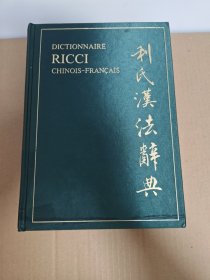 DICTIONNAIRE
RICCI
CHINOIS-FRANÇAIS
利氏漢法辭典